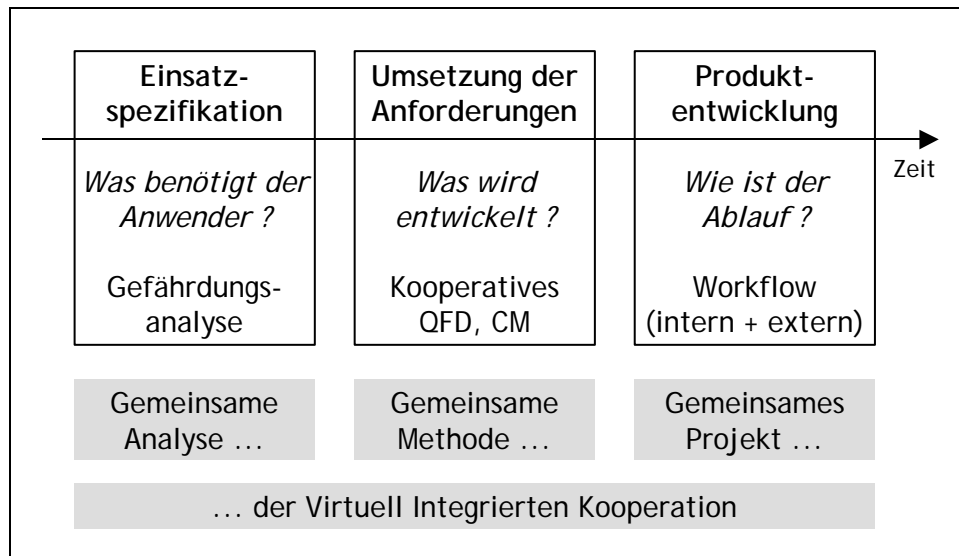 Einsatz-
spezifikation
Was benötigt der
Anwender ?
Gefährdungs-
analyse
Umsetzung der
Anforderungen
Was wird
entwickelt ?
Kooperatives
QFD, CM
Produkt-
entwicklung
Wie ist der
Ablauf ?
Workflow
(intern + extern)
Zeit
Gemeinsame
Analyse …
Gemeinsame
Methode …
Gemeinsames
Projekt …
… der Virtuell Integrierten Kooperation